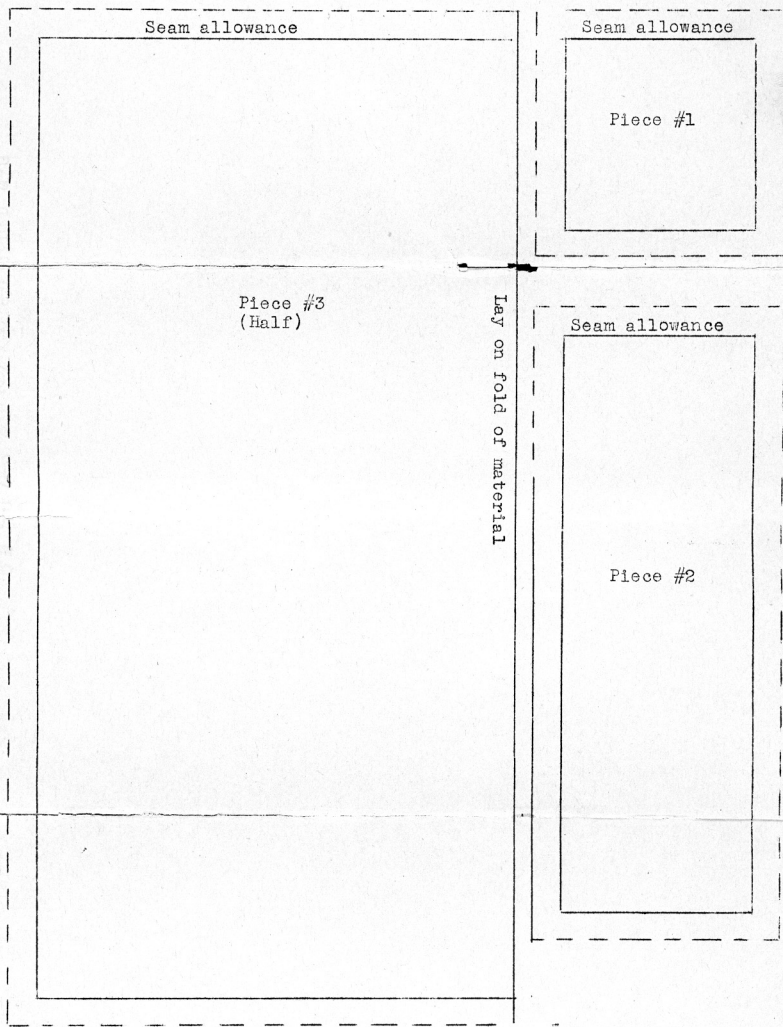 Seam allowance
Piece #3
(Half)
Lay on fold of material
Seam allowance
Piece #1
Seam allowance
Piece #2